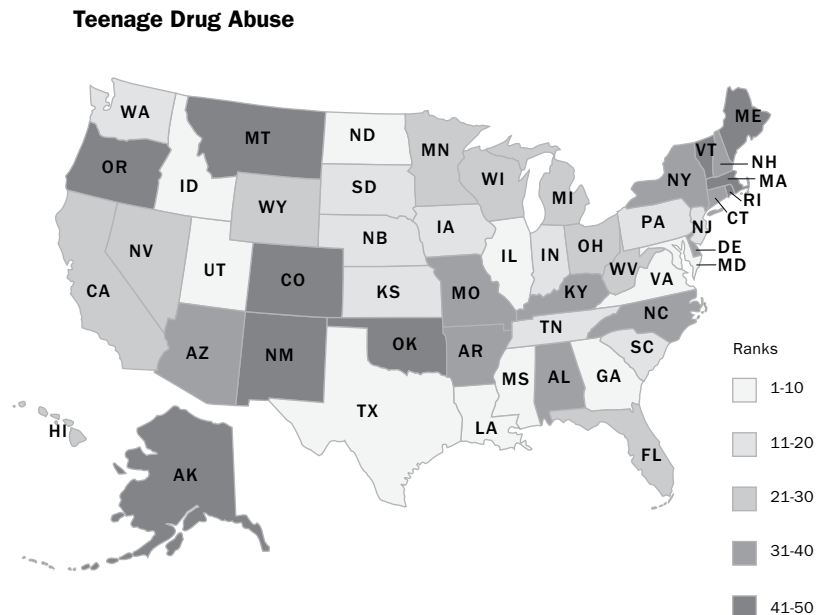 Teenage Drug Abuse
WA
MT
ND
MN
ME
OR
ID
SD
WI
MI
NY
VT
NH
MA
RI
CT
WY
NB
IA
PA
NJ
DE
MD
NV
UT
CO
KS
IL
IN
OH
WV
VA
CA
MO
KY
NC
AZ
NM
OK
AR
TN
SC
TX
LA
MS
AL
GA
FL
HI
AK
Ranks
1-10
11-20
21-30
31-40
41-50